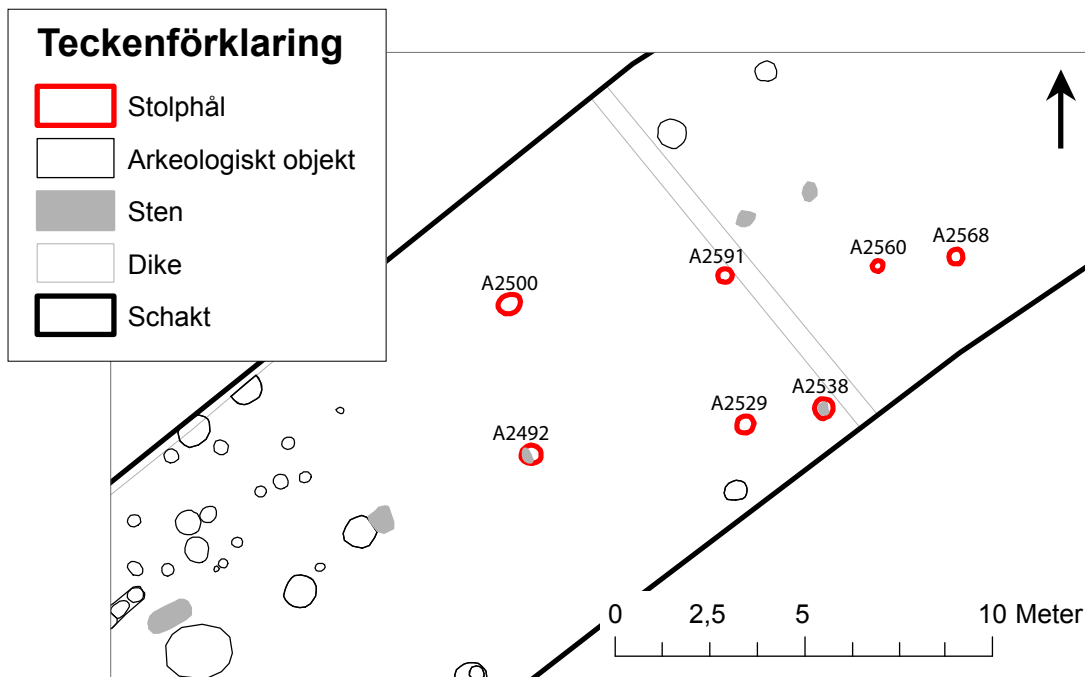 Teckenförklaring
Stolphål
Arkeologiskt objekt
Sten
Dike
Schakt
A2568
A2560
A2591
A2500
A2538
A2529
A2492
0 2,5 5 10 Meter